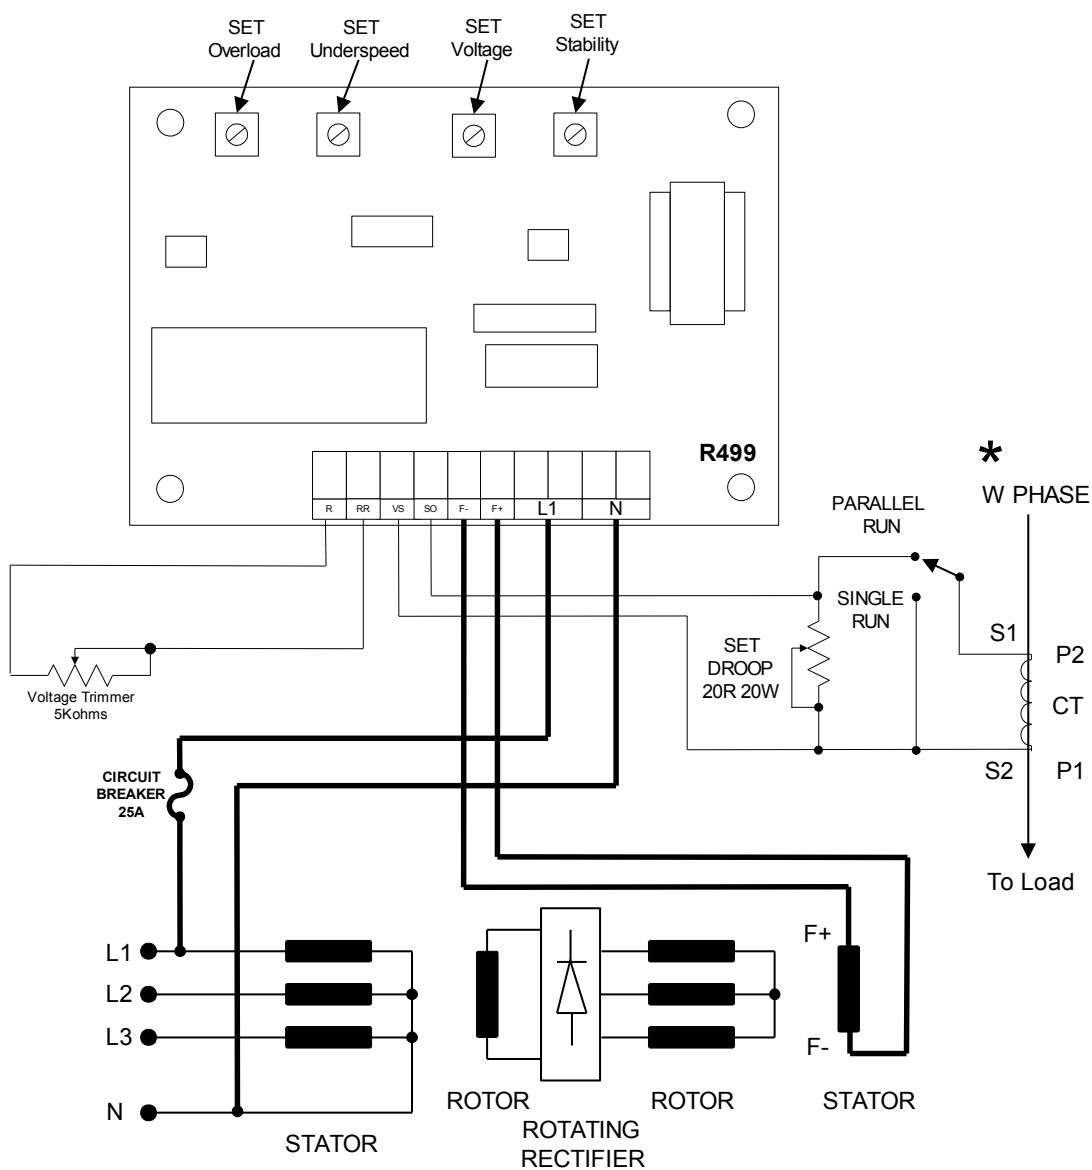 SET
Overload
SET
Underspeed
SET
Voltage
SET
Stability
R499
R
RR
VS
SO
F-
F+
L1
N
*
W PHASE
PARALLEL
RUN
SINGLE
RUN
SET
DROOP
20R 20W
S1
P2
CT
S2
P1
To Load
Voltage Trimmer
5Kohms
CIRCUIT
BREAKER
25A
L1
L2
L3
N
STATOR
ROTOR
ROTATING
RECTIFIER
ROTOR
F+
F-
STATOR